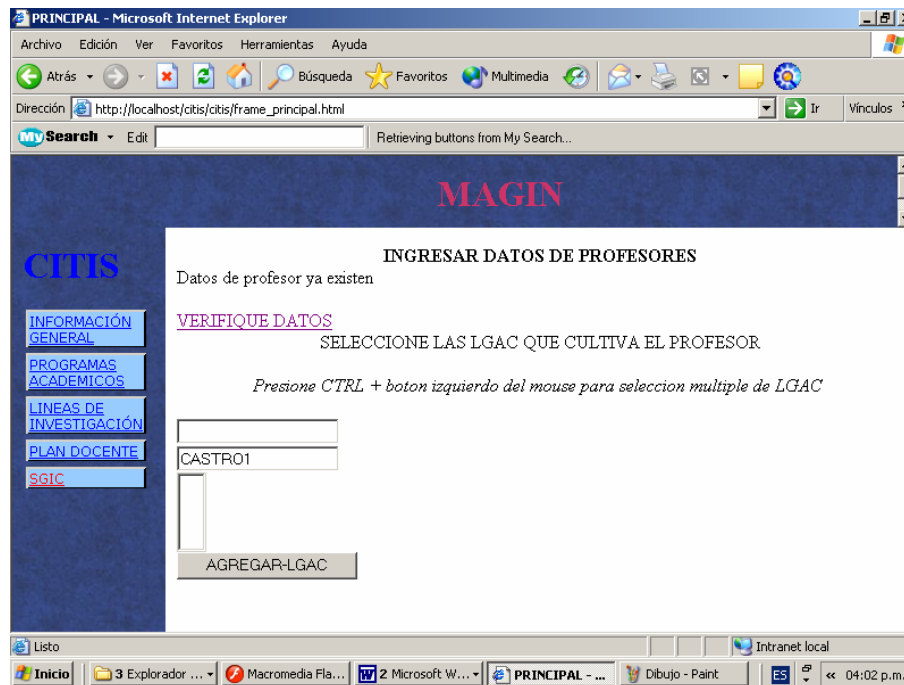 PRINCIPAL - Microsoft Internet Explorer
Archivo Edición Ver Favoritos Herramientas Ayuda
Atrás Búsqueda Favoritos Multimedia
Dirección http://localhost/citis/citis/frame_principal.html Ir Vínculos
My Search Edit Retrieving buttons from My Search...
MAGIN
CITIS
INFORMACIÓN
GENERAL
PROGRAMAS
ACADEMICOS
LINEAS DE
INVESTIGACIÓN
PLAN DOCENTE
SGIC
INGRESAR DATOS DE PROFESORES
Datos de profesor ya existen
VERIFIQUE DATOS
SELECCIONE LAS LGAC QUE CULTIVA EL PROFESOR
Presione CTRL + boton izquierdo del mouse para seleccion multiple de LGAC
CASTRO1
AGREGAR-LGAC
Listo Intranet local
Inicio 3 Explorador ... Macromedia Fla... 2 Microsoft W... PRINCIPAL - ... Dibujo - Paint ES « 04:02 p.m.